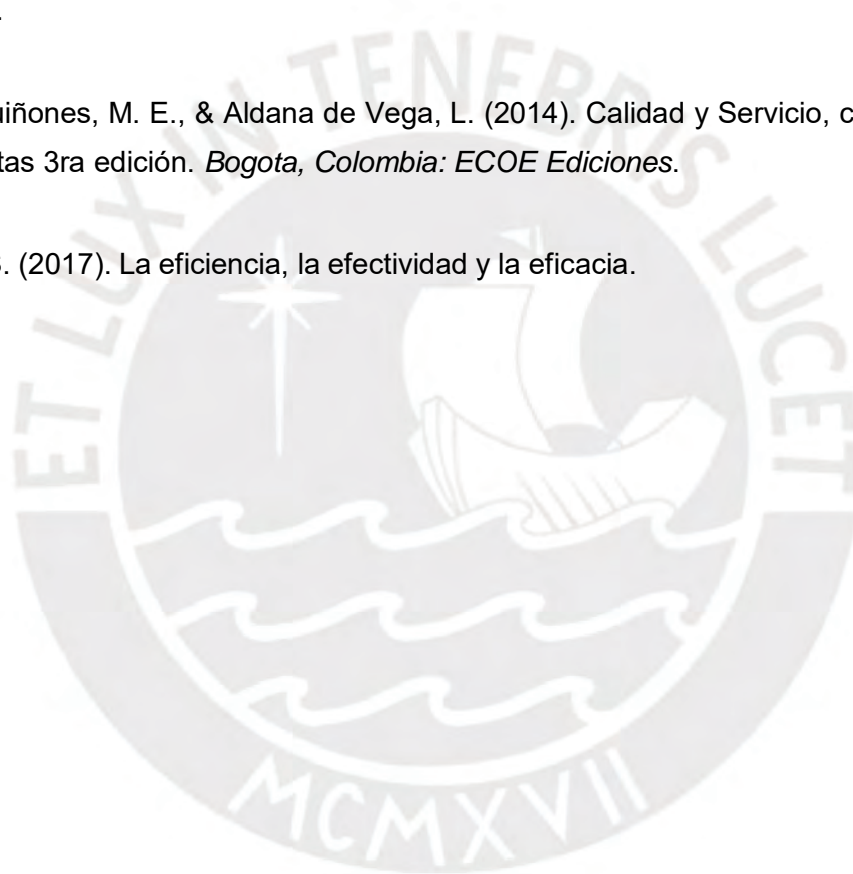 .
uiñones, M. E., & Aldana de Vega, L. (2014). Calidad y Servicio, c
tas 3ra edición. Bogota, Colombia: ECOE Ediciones.
. (2017). La eficiencia, la efectividad y la eficacia.
ET LUX IN TENEBRIS LUCET
MCMXVII